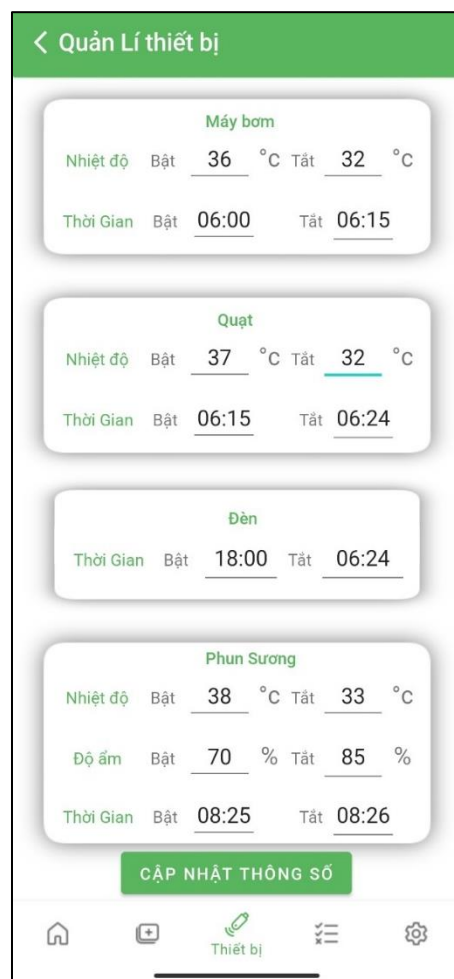 Quản Lí thiết bị
Máy bơm
Nhiệt độ Bật 36 °C Tắt 32 °C
Thời Gian Bật 06:00 Tắt 06:15
Quạt
Nhiệt độ Bật 37 °C Tắt 32 °C
Thời Gian Bật 06:15 Tắt 06:24
Đèn
Thời Gian Bật 18:00 Tắt 06:24
Phun Sương
Nhiệt độ Bật 38 °C Tắt 33 °C
Độ ẩm Bật 70 % Tắt 85 %
Thời Gian Bật 08:25 Tắt 08:26
CẬP NHẬT THÔNG SỐ
Thiết bị